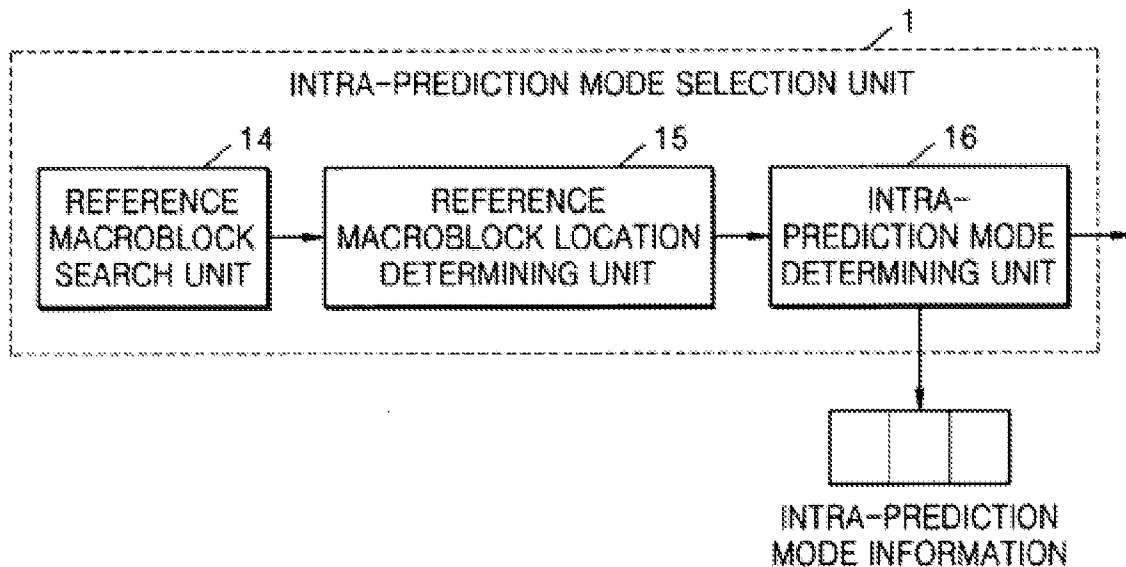 1
INTRA-PREDICTION MODE SELECTION UNIT
14
15
16
REFERENCE
MACROBLOCK
SEARCH UNIT
REFERENCE
MACROBLOCK LOCATION
DETERMINING UNIT
INTRA-
PREDICTION MODE
DETERMINING UNIT
INTRA-PREDICTION
MODE INFORMATION